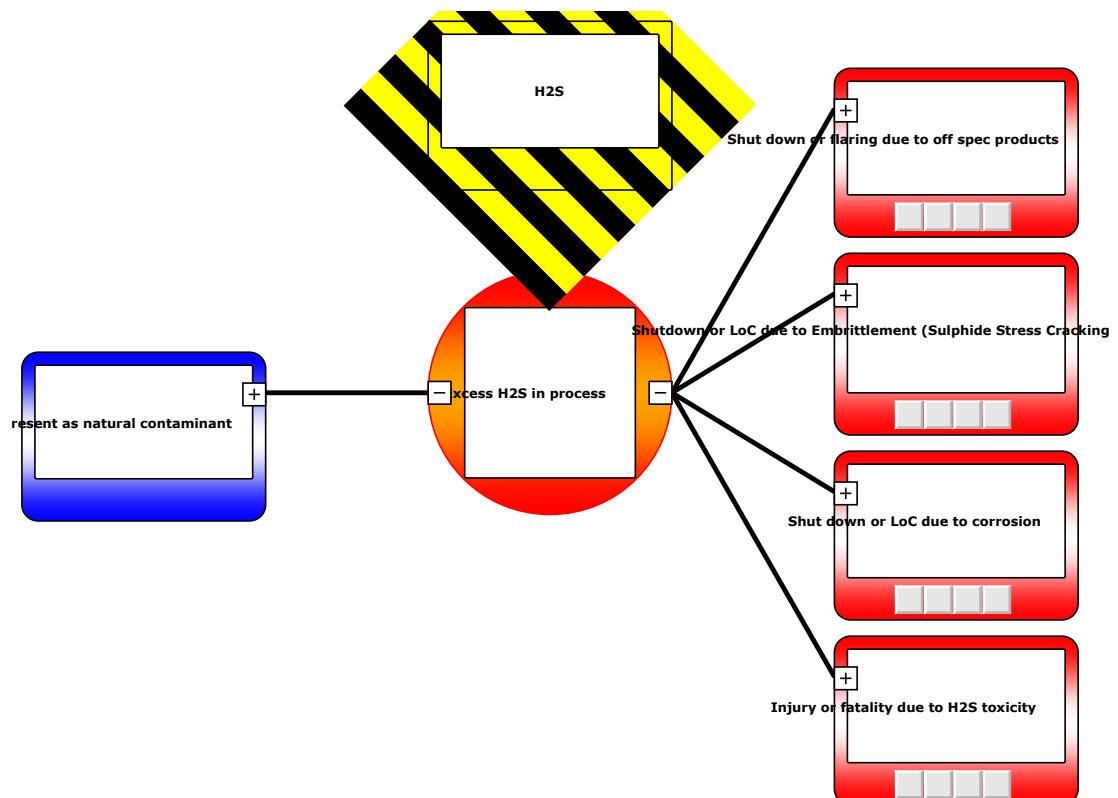 H2S
Shut down or flaring due to off spec products
Shutdown or LoC due to Embrittlement (Sulphide Stress Cracking
resent as natural contaminant
xcess H2S in process
Shut down or LoC due to corrosion
Injury or fatality due to H2S toxicity